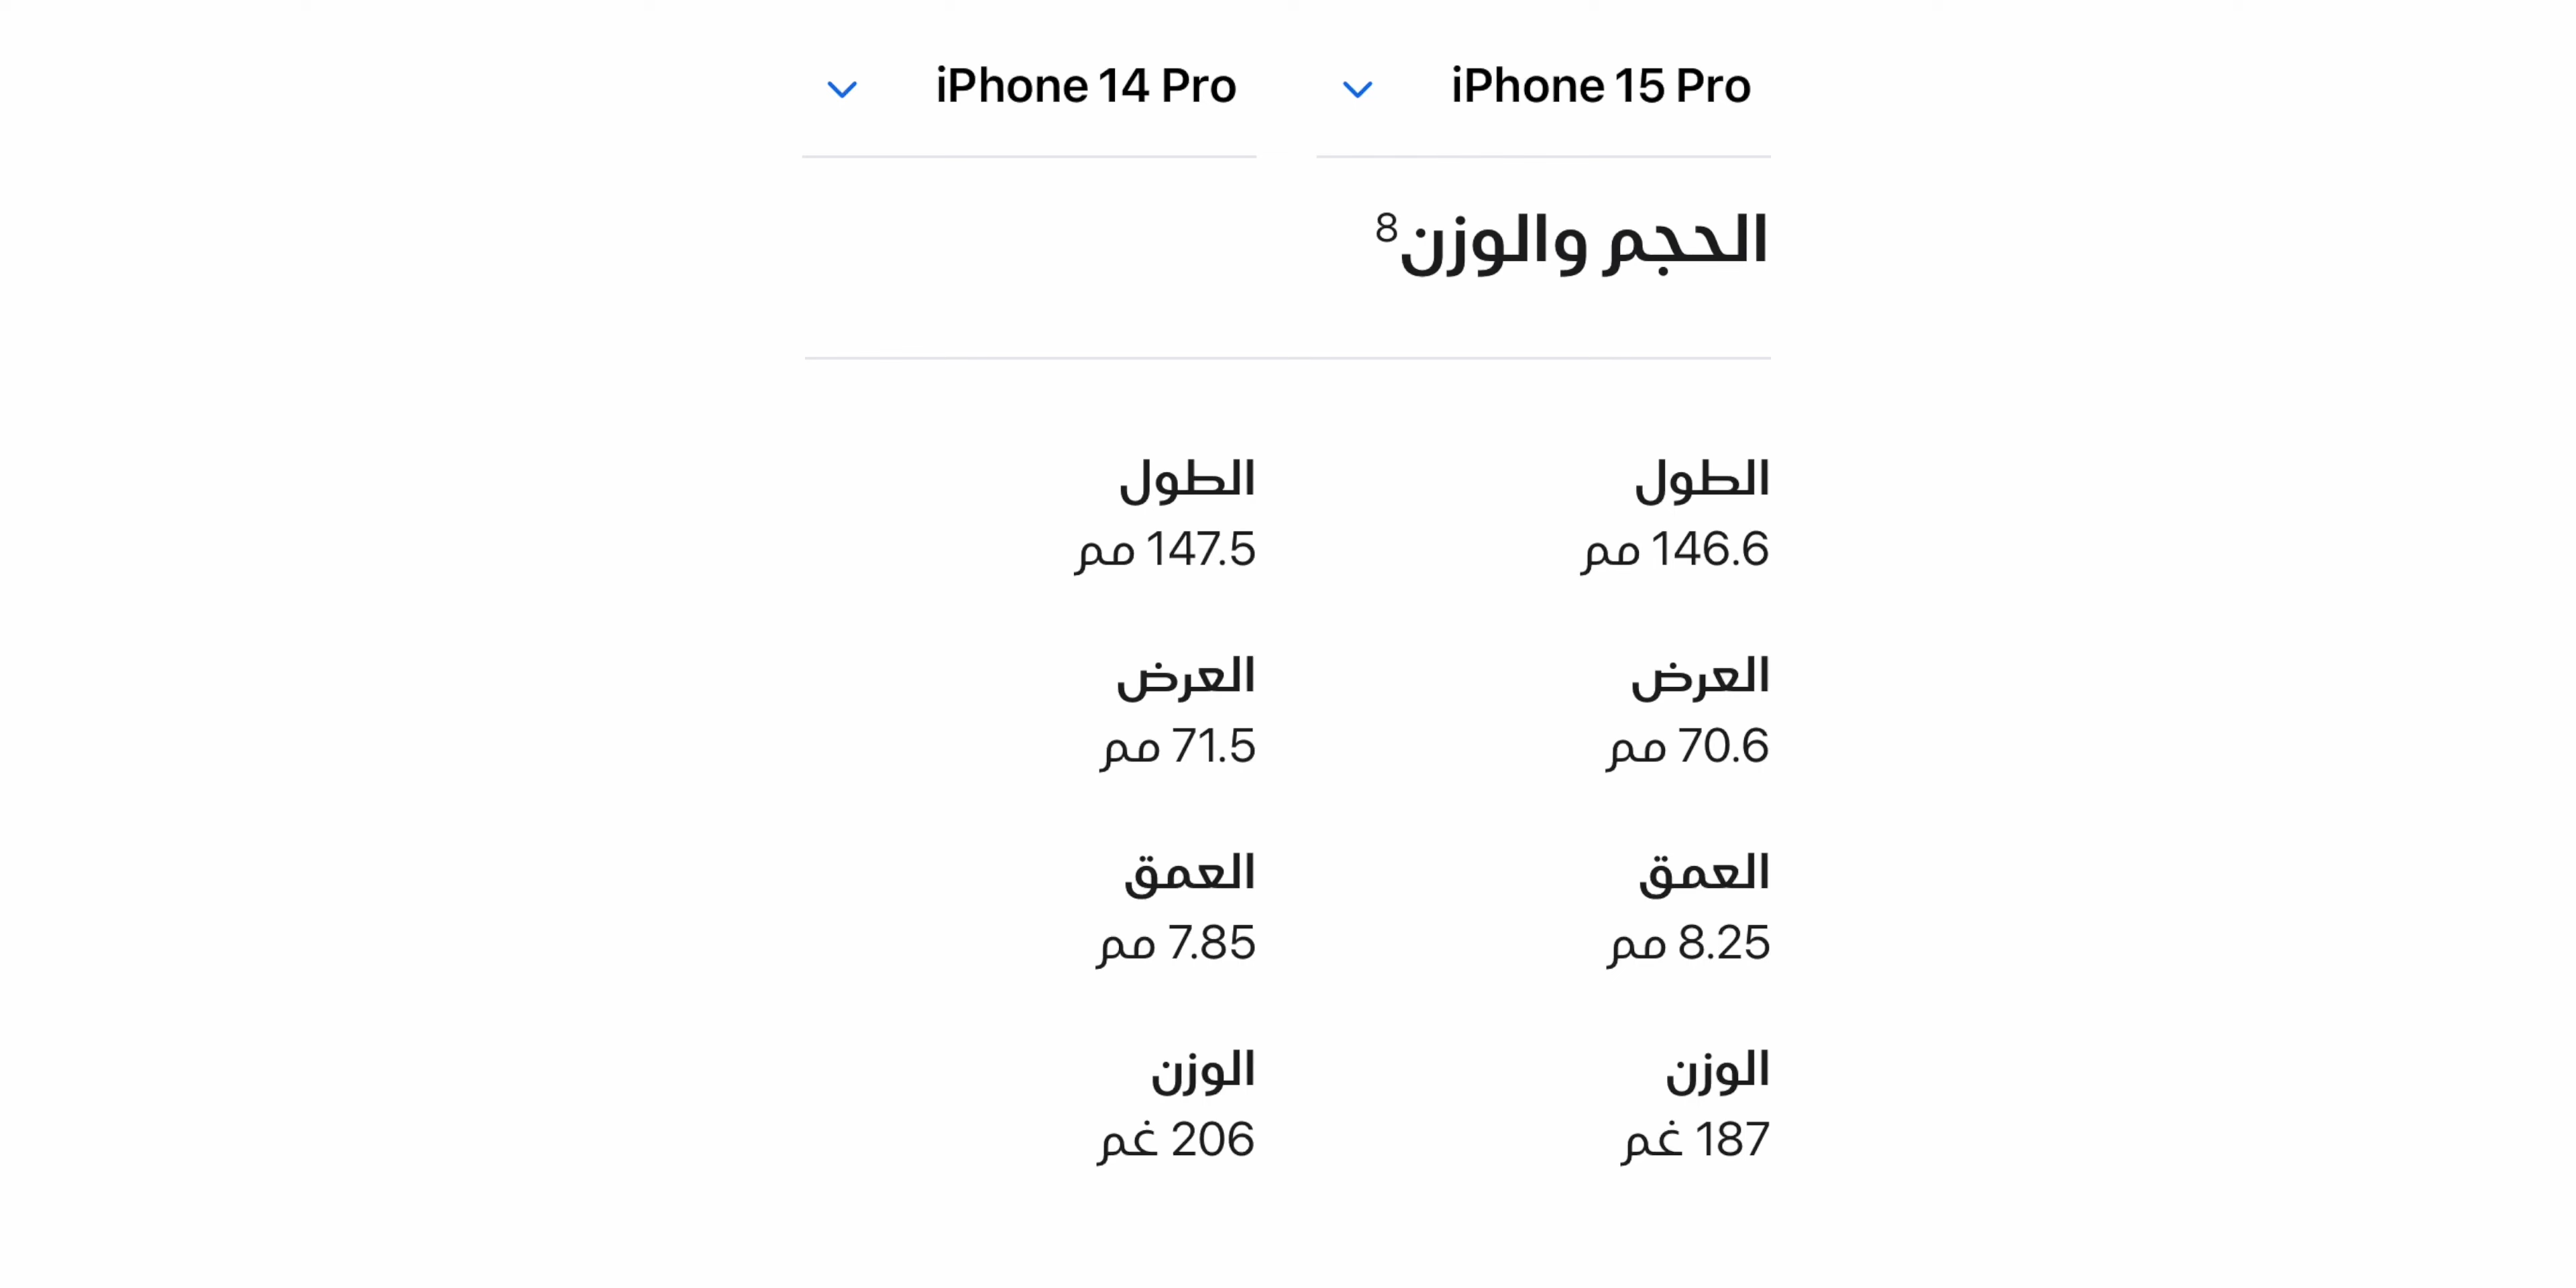 iPhone 15 Pro
iPhone 14 Pro
الحجم والوزن8
الطول
146.6 مم
العرض
70.6 مم
العمق
8.25 مم
الوزن
187 غم
الطول
147.5 مم
العرض
71.5 مم
العمق
7.85 مم
الوزن
206 غم